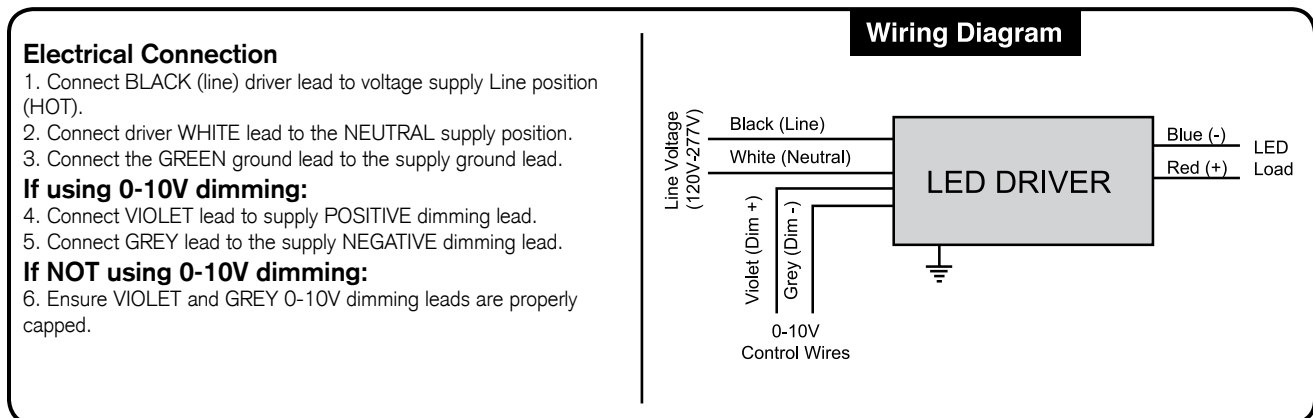 Electrical Connection
1. Connect BLACK (line) driver lead to voltage supply Line position
(HOT).
2. Connect driver WHITE lead to the NEUTRAL supply position.
3. Connect the GREEN ground lead to the supply ground lead.
If using 0-10V dimming:
4. Connect VIOLET lead to supply POSITIVE dimming lead.
5. Connect GREY lead to the supply NEGATIVE dimming lead.
If NOT using 0-10V dimming:
6. Ensure VIOLET and GREY 0-10V dimming leads are properly
capped.
Wiring Diagram
Line Voltage
(120V-277V)
Black (Line)
White (Neutral)
Violet (Dim +)
Grey (Dim -)
0-10V
Control Wires
LED DRIVER
Blue (-)
Red (+)
LED
Load